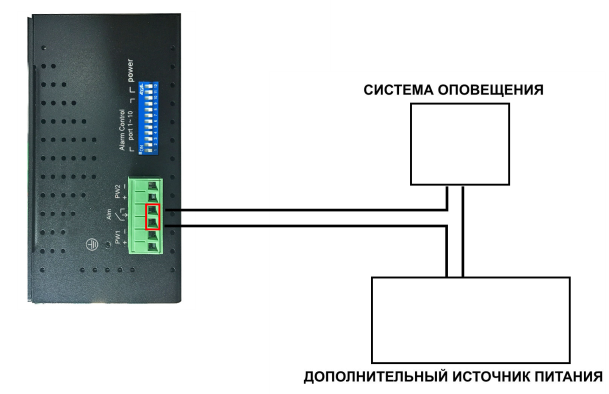 power
Alarm Control
port 1~10
PW2
Alm
PW1
СИСТЕМА ОПОВЕЩЕНИЯ
ДОПОЛНИТЕЛЬНЫЙ ИСТОЧНИК ПИТАНИЯ